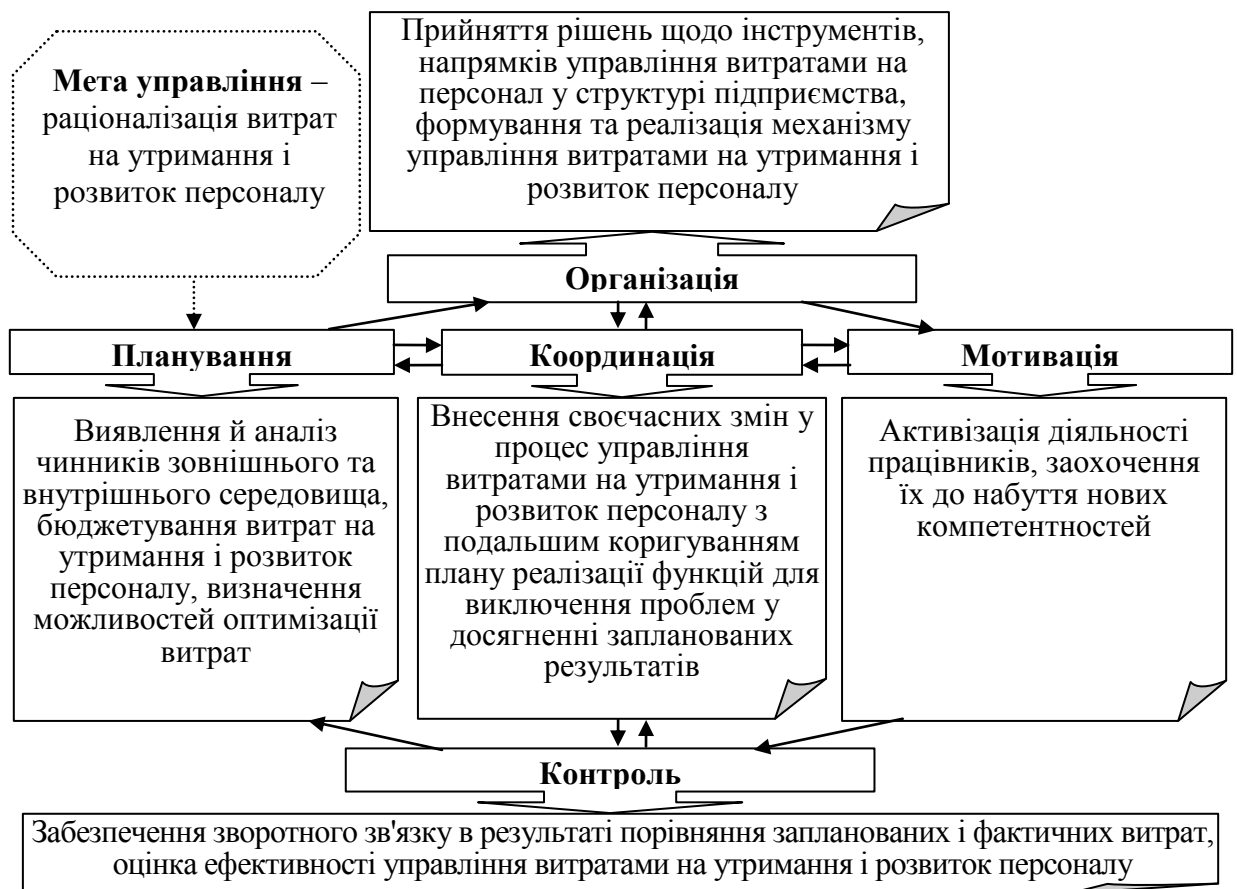 Мета управління –
раціоналізація витрат
на утримання і
розвиток персоналу
Прийняття рішень щодо інструментів,
напрямків управління витратами на
персонал у структурі підприємства,
формування та реалізація механізму
управління витратами на утримання і
розвиток персоналу
Організація
Планування
Координація
Мотивація
Виявлення й аналіз
чинників зовнішнього та
внутрішнього середовища,
бюджетування витрат на
утримання і розвиток
персоналу, визначення
можливостей оптимізації
витрат
Внесення своєчасних змін у
процес управління
витратами на утримання і
розвиток персоналу з
подальшим коригуванням
плану реалізації функцій для
виключення проблем у
досягненні запланованих
результатів
Активізація діяльності
працівників, заохочення
їх до набуття нових
компетентностей
Контроль
Забезпечення зворотного зв'язку в результаті порівняння запланованих і фактичних витрат,
оцінка ефективності управління витратами на утримання і розвиток персоналу